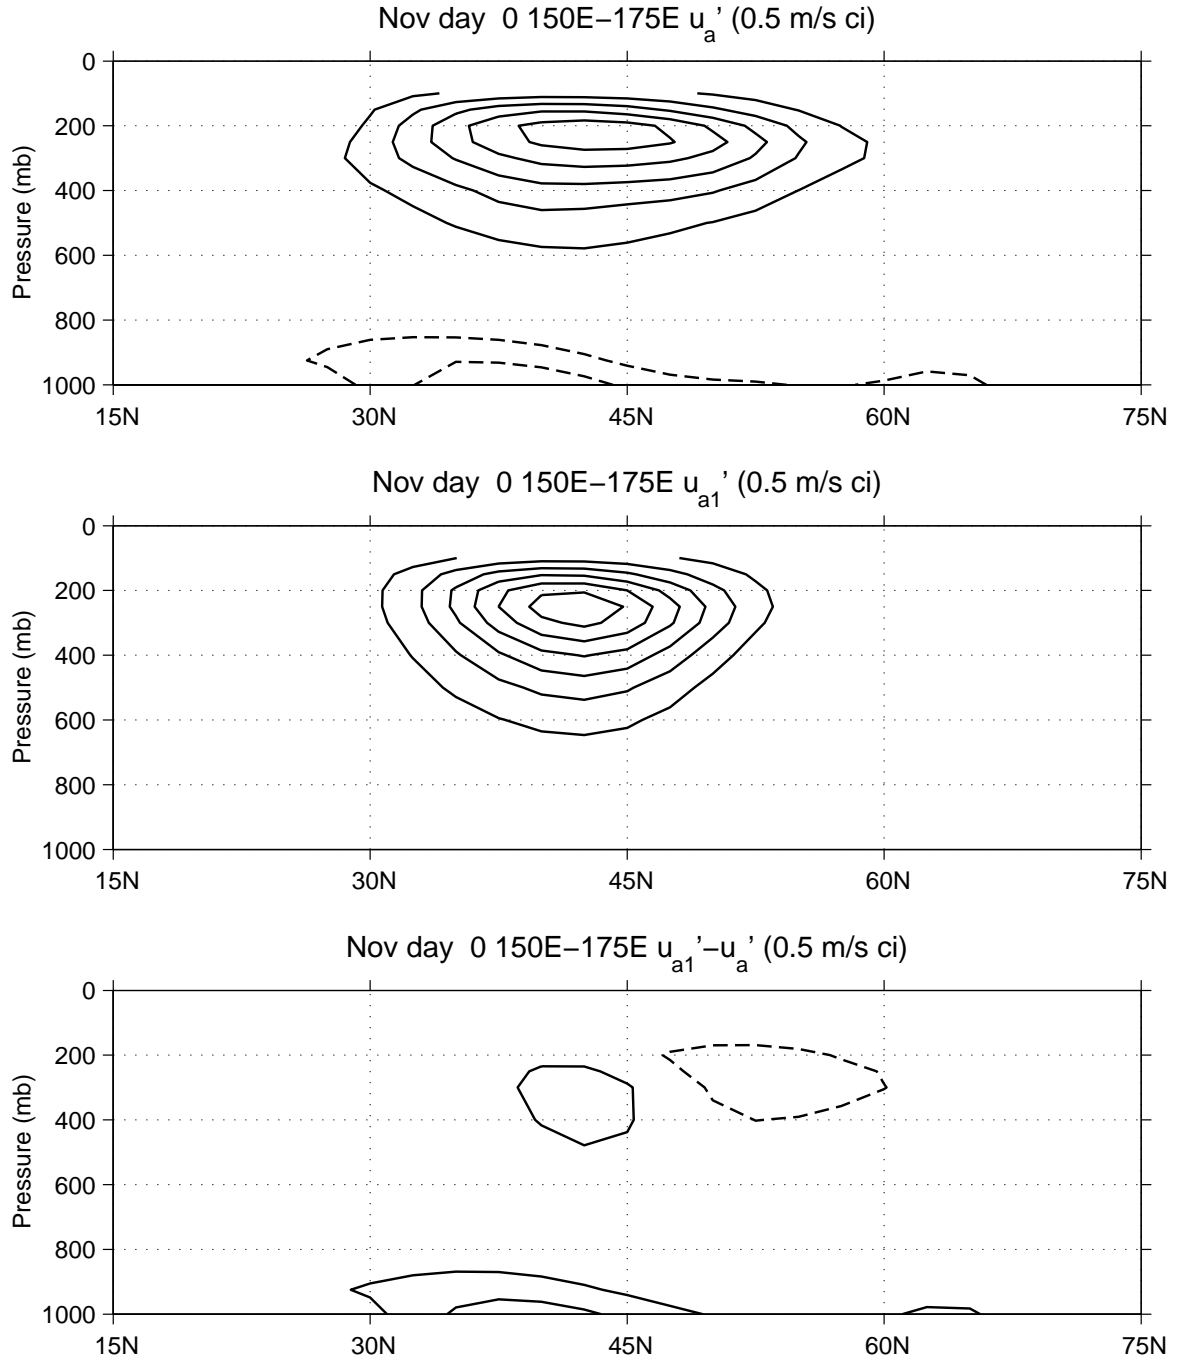 Nov day 0 150E−175E u_a’ (0.5 m/s ci)
Pressure (mb)
0
200
400
600
800
1000
15N 30N 45N 60N 75N
Nov day 0 150E−175E u_a1’ (0.5 m/s ci)
Pressure (mb)
0
200
400
600
800
1000
15N 30N 45N 60N 75N
Nov day 0 150E−175E u_a1’−u_a’ (0.5 m/s ci)
Pressure (mb)
0
200
400
600
800
1000
15N 30N 45N 60N 75N